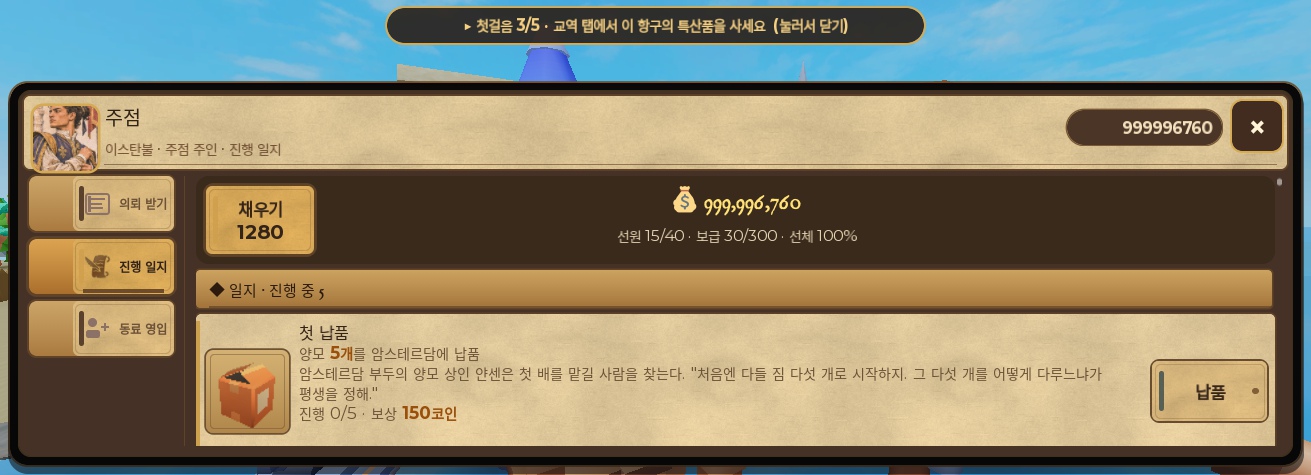 ▸ 첫걸음 3/5 · 교역 탭에서 이 항구의 특산품을 사세요 (눌러서 닫기)
주점
이스탄불 · 주점 주인 · 진행 일지
999996760
×
의뢰 받기
진행 일지
동료 영입
채우기
1280
999,996,760
선원 15/40 · 보급 30/300 · 선체 100%
◆ 일지 · 진행 중 5
첫 납품
양모 5개를 암스테르담에 납품
암스테르담 부두의 양모 상인 얀센은 첫 배를 맡길 사람을 찾는다. "처음엔 다들 짐 다섯 개로 시작하지. 그 다섯 개를 어떻게 다루느냐가
평생을 정해."
진행 0/5 · 보상 150코인
납품